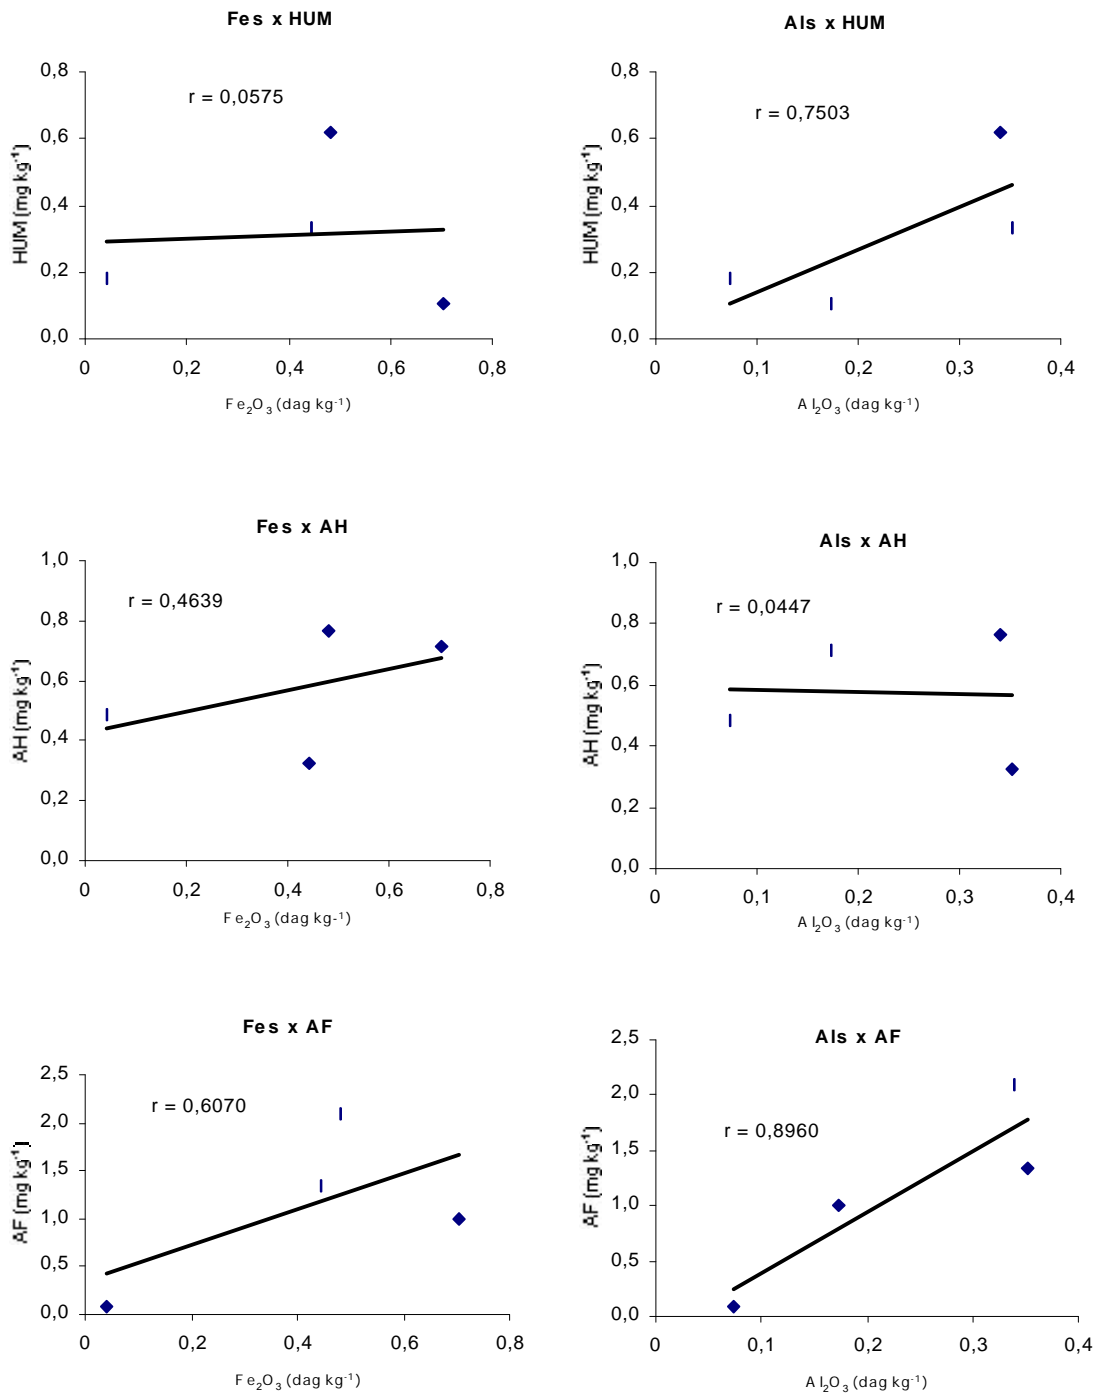 Fes x HUM
0,8
0,6
0,4
0,2
0,0
HUM (mg kg-1)
r = 0,0575
0 0,2 0,4 0,6 0,8
Fe2O3 (dag kg-1)
Als x HUM
0,8
0,6
0,4
0,2
0,0
HUM (mg kg-1)
r = 0,7503
0 0,1 0,2 0,3 0,4
Al2O3 (dag kg-1)
Fes x AH
1,0
0,8
0,6
0,4
0,2
0,0
AH (mg kg-1)
r = 0,4639
0 0,2 0,4 0,6 0,8
Fe2O3 (dag kg-1)
Als x AH
1,0
0,8
0,6
0,4
0,2
0,0
AH (mg kg-1)
r = 0,0447
0 0,1 0,2 0,3 0,4
Al2O3 (dag kg-1)
Fes x AF
2,5
2,0
1,5
1,0
0,5
0,0
AF (mg kg-1)
r = 0,6070
0 0,2 0,4 0,6 0,8
Fe2O3 (dag kg-1)
Als x AF
2,5
2,0
1,5
1,0
0,5
0,0
AF (mg kg-1)
r = 0,8960
0 0,1 0,2 0,3 0,4
Al2O3 (dag kg-1)